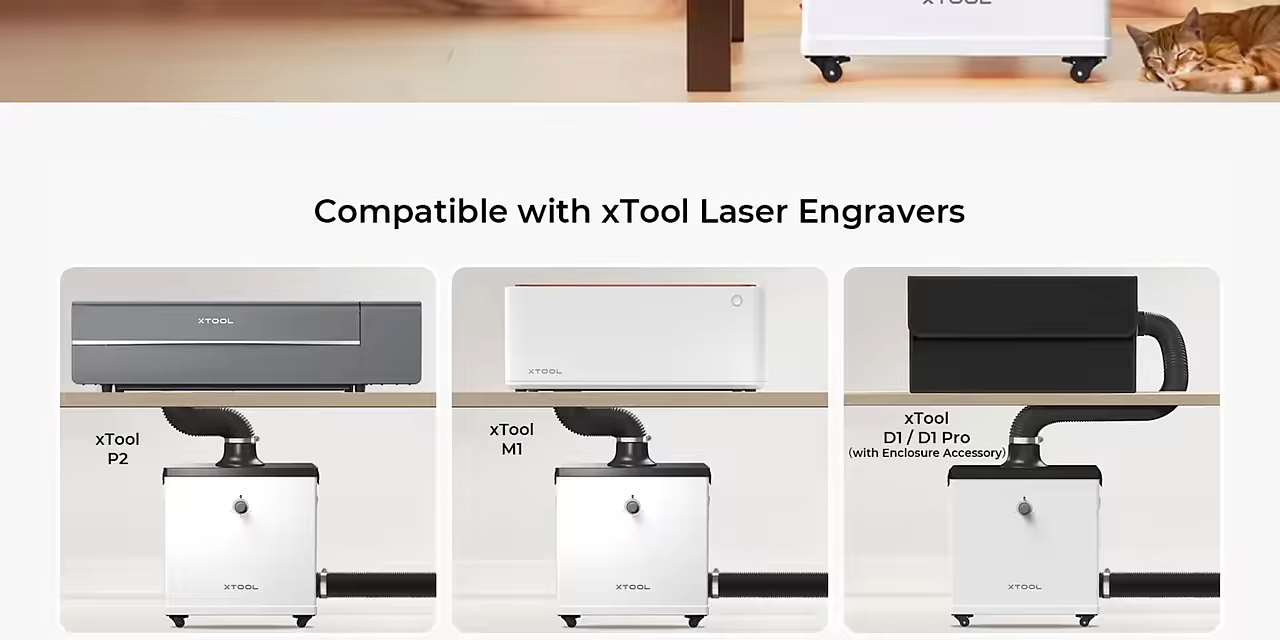 xTOOL
Compatible with xTool Laser Engravers
XTOOL
XTOOL
xTool
P2
xTool
M1
xTool
D1 / D1 Pro
(with Enclosure Accessory)
XTOOL
XTOOL
XTOOL